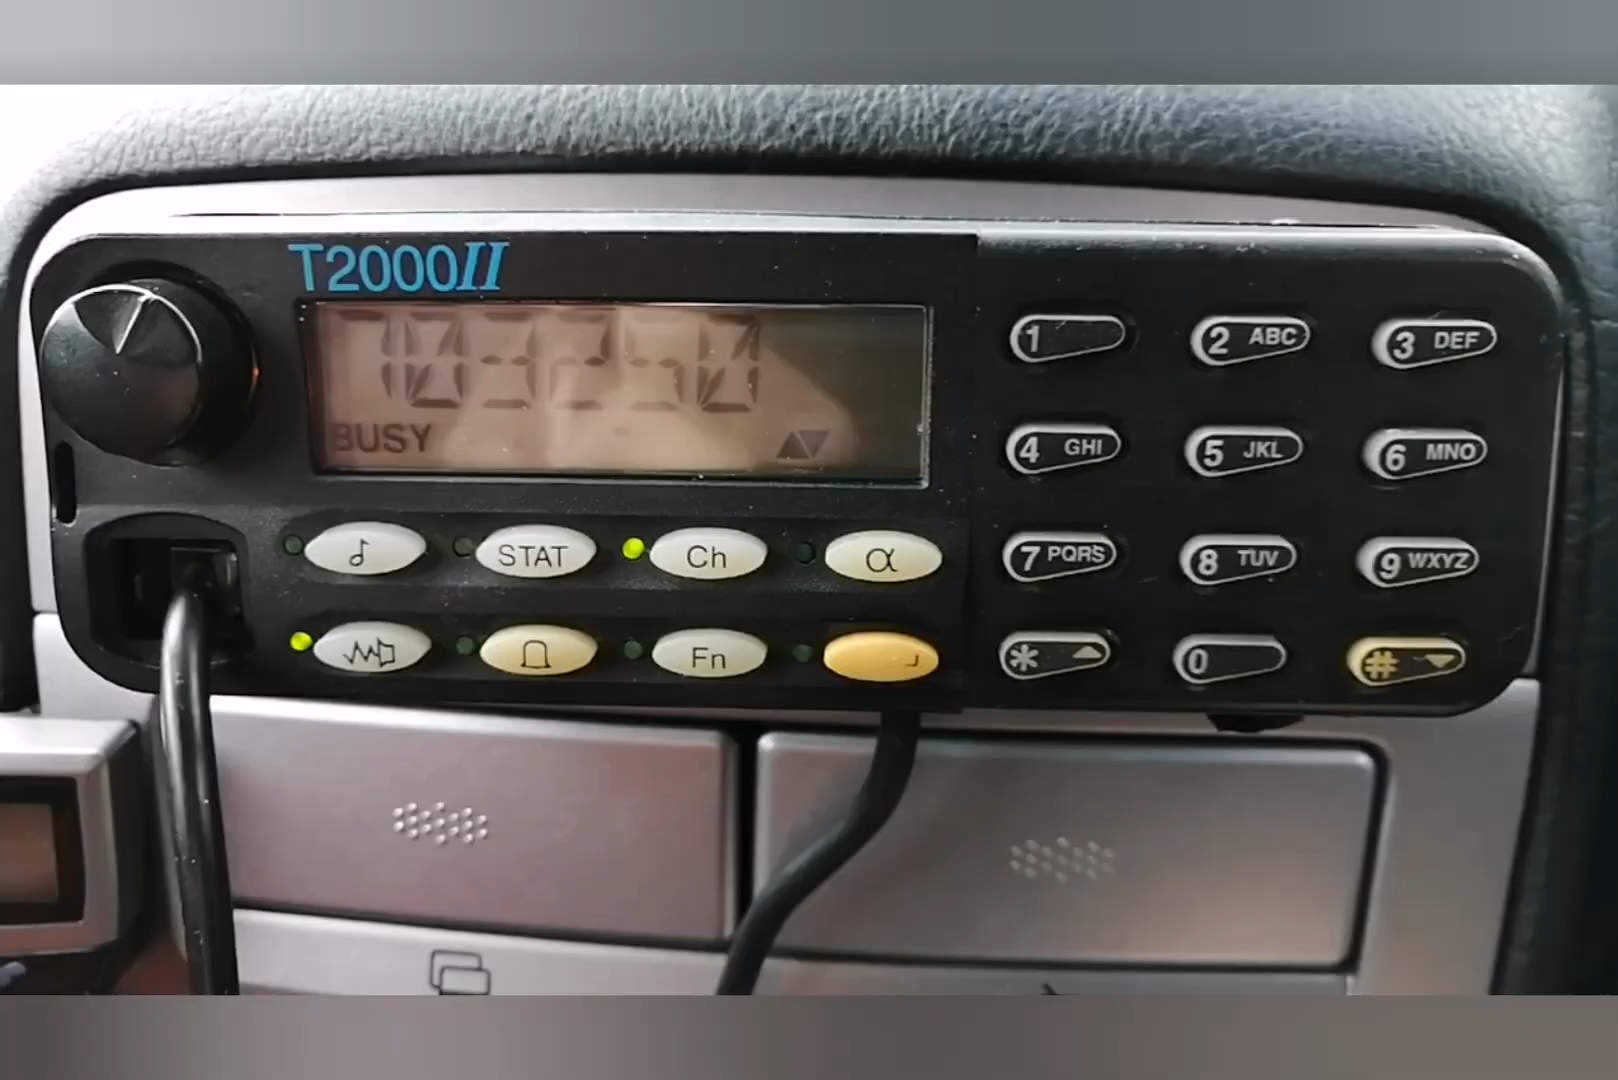 T2000II
BUSY
1
2 ABC
3 DEF
4 GHI
5 JKL
6 MNO
STAT
Ch
α
7 PQRS
8 TUV
9 WXYZ
Fn
*
0
#